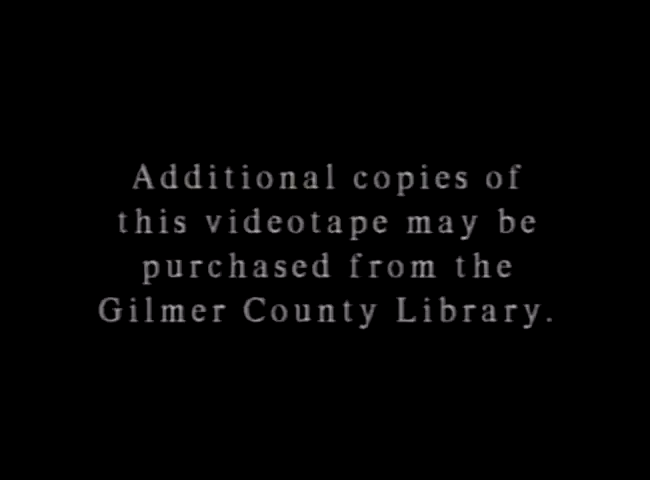 Additional copies of
this videotape may be
purchased from the
Gilmer County Library.